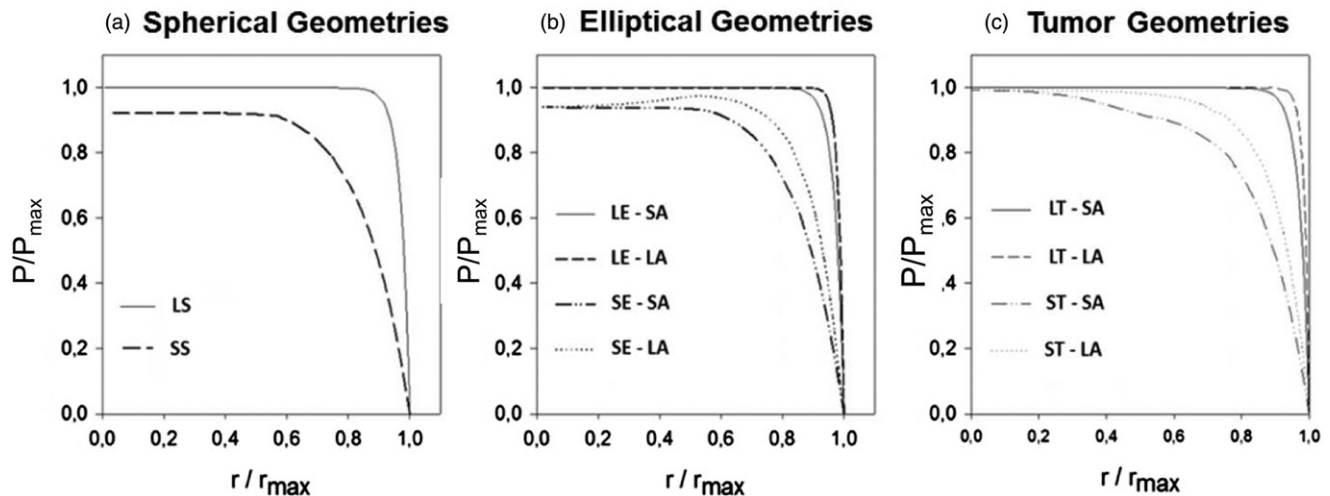 (a) Spherical Geometries
P/Pmax
1,0
0,8
0,6
0,4
0,2
0,0
LS
SS
0,0 0,2 0,4 0,6 0,8 1,0
r / rmax
(b) Elliptical Geometries
1,0
0,8
0,6
0,4
0,2
0,0
LE - SA
LE - LA
SE - SA
SE - LA
0,0 0,2 0,4 0,6 0,8 1,0
r / rmax
(c) Tumor Geometries
P/Pmax
1,0
0,8
0,6
0,4
0,2
0,0
LT - SA
LT - LA
ST - SA
ST - LA
0,0 0,2 0,4 0,6 0,8 1,0
r / rmax